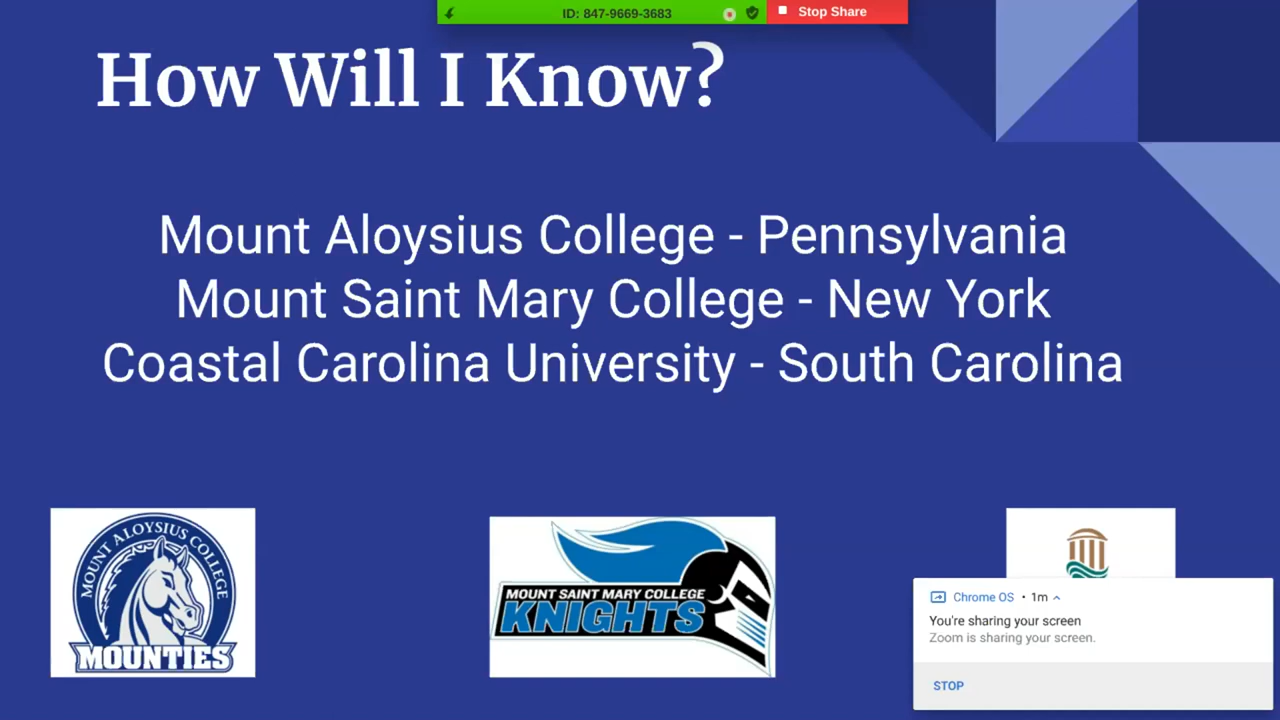 ID: 847-9669-3683
Stop Share
How Will I Know?
Mount Aloysius College - Pennsylvania
Mount Saint Mary College - New York
Coastal Carolina University - South Carolina
MOUNT ALOYSIUS COLLEGE
MOUNTIES
MOUNT SAINT MARY COLLEGE
KNIGHTS
Chrome OS • 1m
You're sharing your screen
Zoom is sharing your screen.
STOP